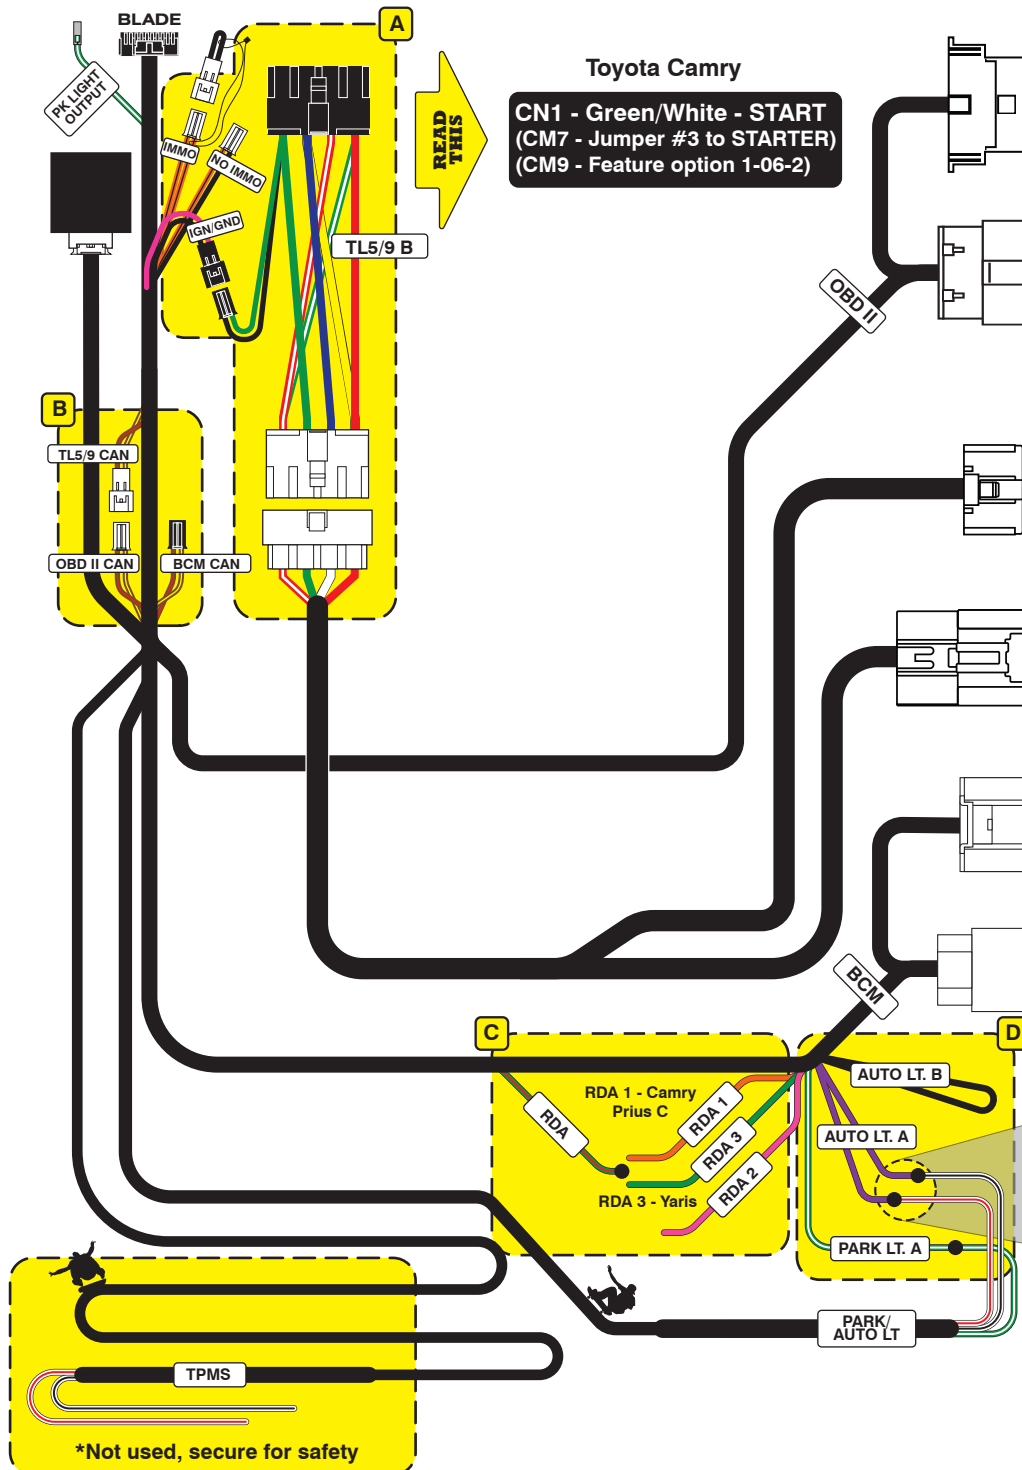 BLADE
A
PK LIGHT
OUTPUT
IMMO
NO IMMO
IGN/GND
READ
THIS
Toyota Camry
CN1 - Green/White - START
(CM7 - Jumper #3 to STARTER)
(CM9 - Feature option 1-06-2)
TL5/9 B
OBD II
B
TL5/9 CAN
OBD II CAN
BCM CAN
BCM
C
D
RDA
RDA 1 - Camry
Prius C
RDA 1
RDA 3
RDA 2
RDA 3 - Yaris
AUTO LT. B
AUTO LT. A
PARK LT. A
PARK/
AUTO LT
TPMS
*Not used, secure for safety